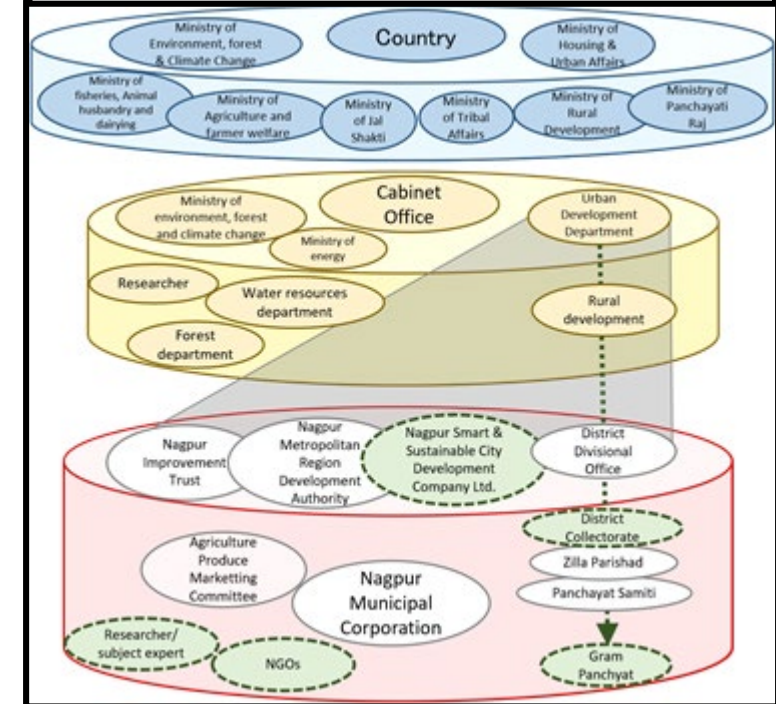 Ministry of
Environment, forest
& Climate Change
Country
Ministry of
Housing &
Urban Affairs
Ministry of
fisheries, Animal
husbandry and
dairying
Ministry of
Agriculture and
farmer welfare
Ministry
of Jal
Shakti
Ministry
of Tribal
Affairs
Ministry of
Rural
Development
Ministry of
Panchayati
Raj
Ministry of
environment, forest
and climate change
Cabinet
Office
Urban
Development
Department
Ministry of
energy
Researcher
Water resources
department
Rural
development
Forest
department
Nagpur
Improvement
Trust
Nagpur
Metropolitan
Region
Development
Authority
Nagpur Smart &
Sustainable City
Development
Company Ltd.
District
Divisional
Office
District
Collectorate
Agriculture
Produce
Marketting
Committee
Zilla Parishad
Nagpur
Municipal
Corporation
Panchayat Samiti
Researcher/
subject expert
NGOs
Gram
Panchyat